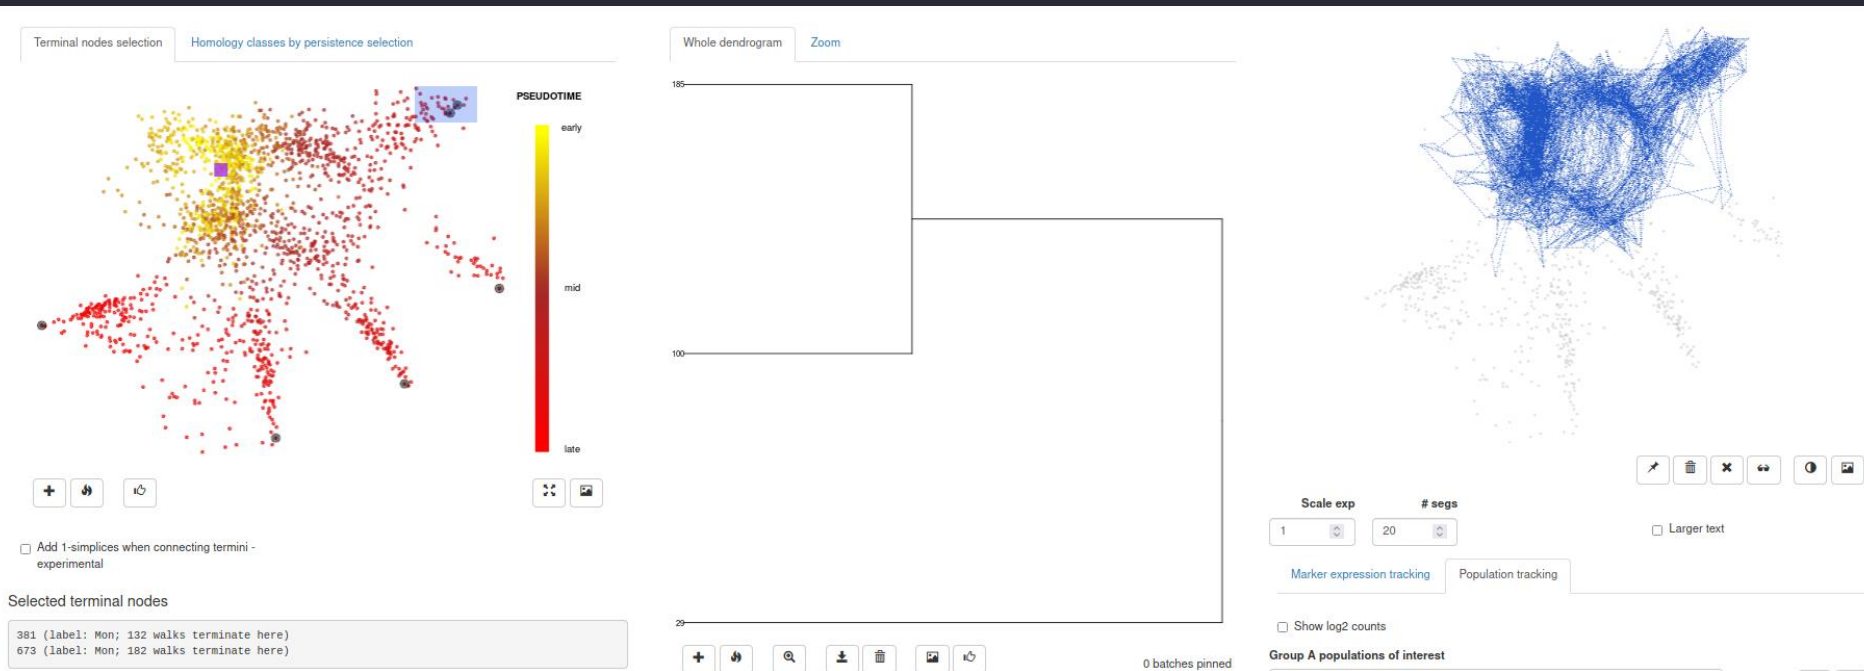 Terminal nodes selection
Homology classes by persistence selection
PSEUDOTIME
early
mid
late
Add 1-simplices when connecting termini -
experimental
Selected terminal nodes
381 (label: Mon; 132 walks terminate here)
673 (label: Mon; 182 walks terminate here)
Whole dendrogram
Zoom
185
100
29
0 batches pinned
Scale exp
# segs
1
20
Larger text
Marker expression tracking
Population tracking
Show log2 counts
Group A populations of interest